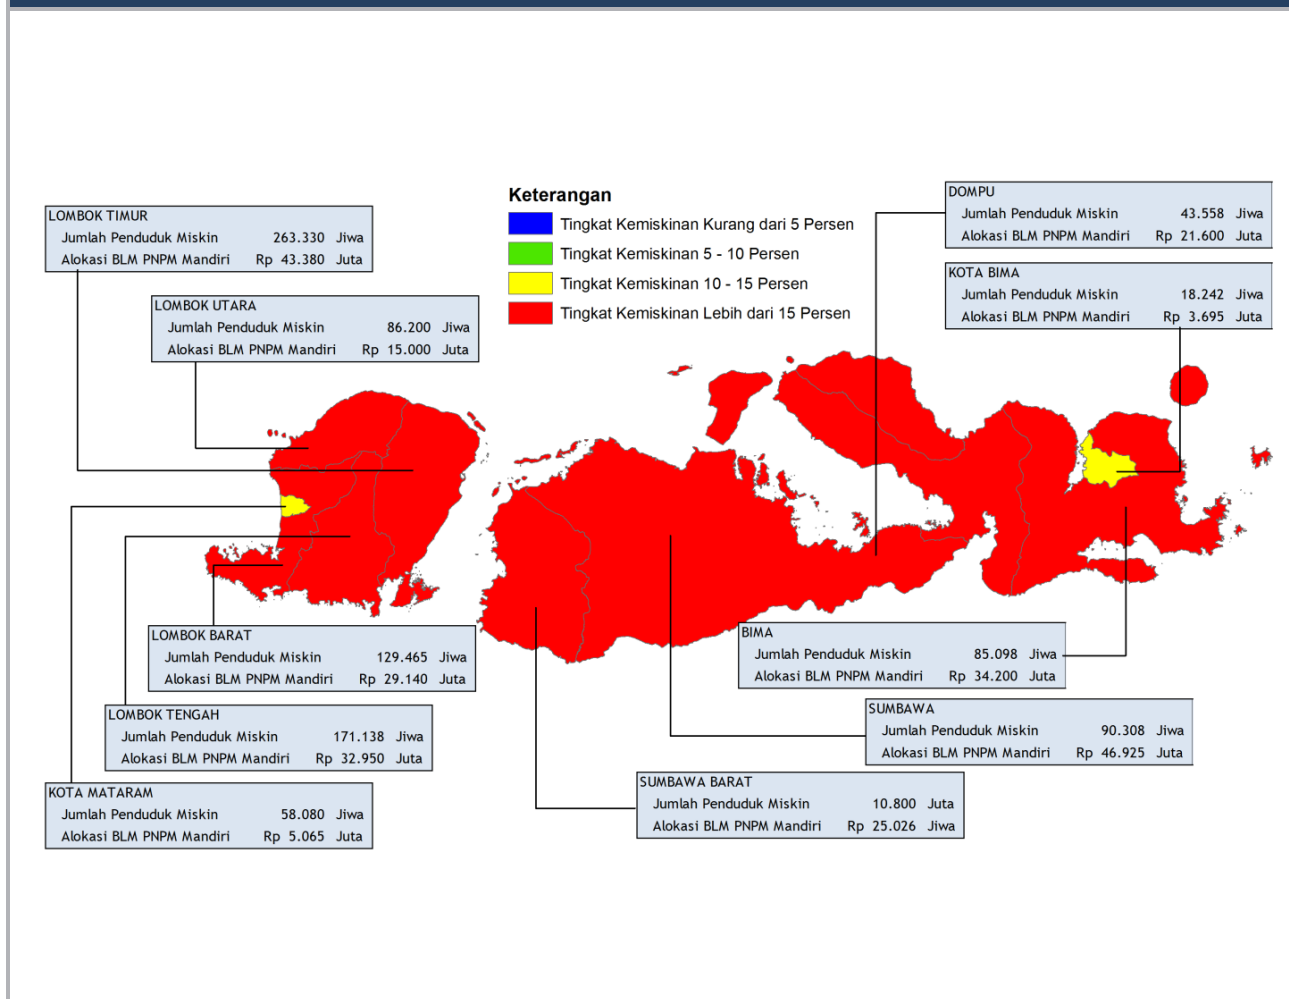 Keterangan
Tingkat Kemiskinan Kurang dari 5 Persen
Tingkat Kemiskinan 5 - 10 Persen
Tingkat Kemiskinan 10 - 15 Persen
Tingkat Kemiskinan Lebih dari 15 Persen
LOMBOK TIMUR
Jumlah Penduduk Miskin 263.330 Jiwa
Alokasi BLM PNPM Mandiri Rp 43.380 Juta
LOMBOK UTARA
Jumlah Penduduk Miskin 86.200 Jiwa
Alokasi BLM PNPM Mandiri Rp 15.000 Juta
DOMPU
Jumlah Penduduk Miskin 43.558 Jiwa
Alokasi BLM PNPM Mandiri Rp 21.600 Juta
KOTA BIMA
Jumlah Penduduk Miskin 18.242 Jiwa
Alokasi BLM PNPM Mandiri Rp 3.695 Juta
LOMBOK BARAT
Jumlah Penduduk Miskin 129.465 Jiwa
Alokasi BLM PNPM Mandiri Rp 29.140 Juta
LOMBOK TENGAH
Jumlah Penduduk Miskin 171.138 Jiwa
Alokasi BLM PNPM Mandiri Rp 32.950 Juta
KOTA MATARAM
Jumlah Penduduk Miskin 58.080 Jiwa
Alokasi BLM PNPM Mandiri Rp 5.065 Juta
BIMA
Jumlah Penduduk Miskin 85.098 Jiwa
Alokasi BLM PNPM Mandiri Rp 34.200 Juta
SUMBAWA
Jumlah Penduduk Miskin 90.308 Jiwa
Alokasi BLM PNPM Mandiri Rp 46.925 Juta
SUMBAWA BARAT
Jumlah Penduduk Miskin 10.800 Juta
Alokasi BLM PNPM Mandiri Rp 25.026 Jiwa